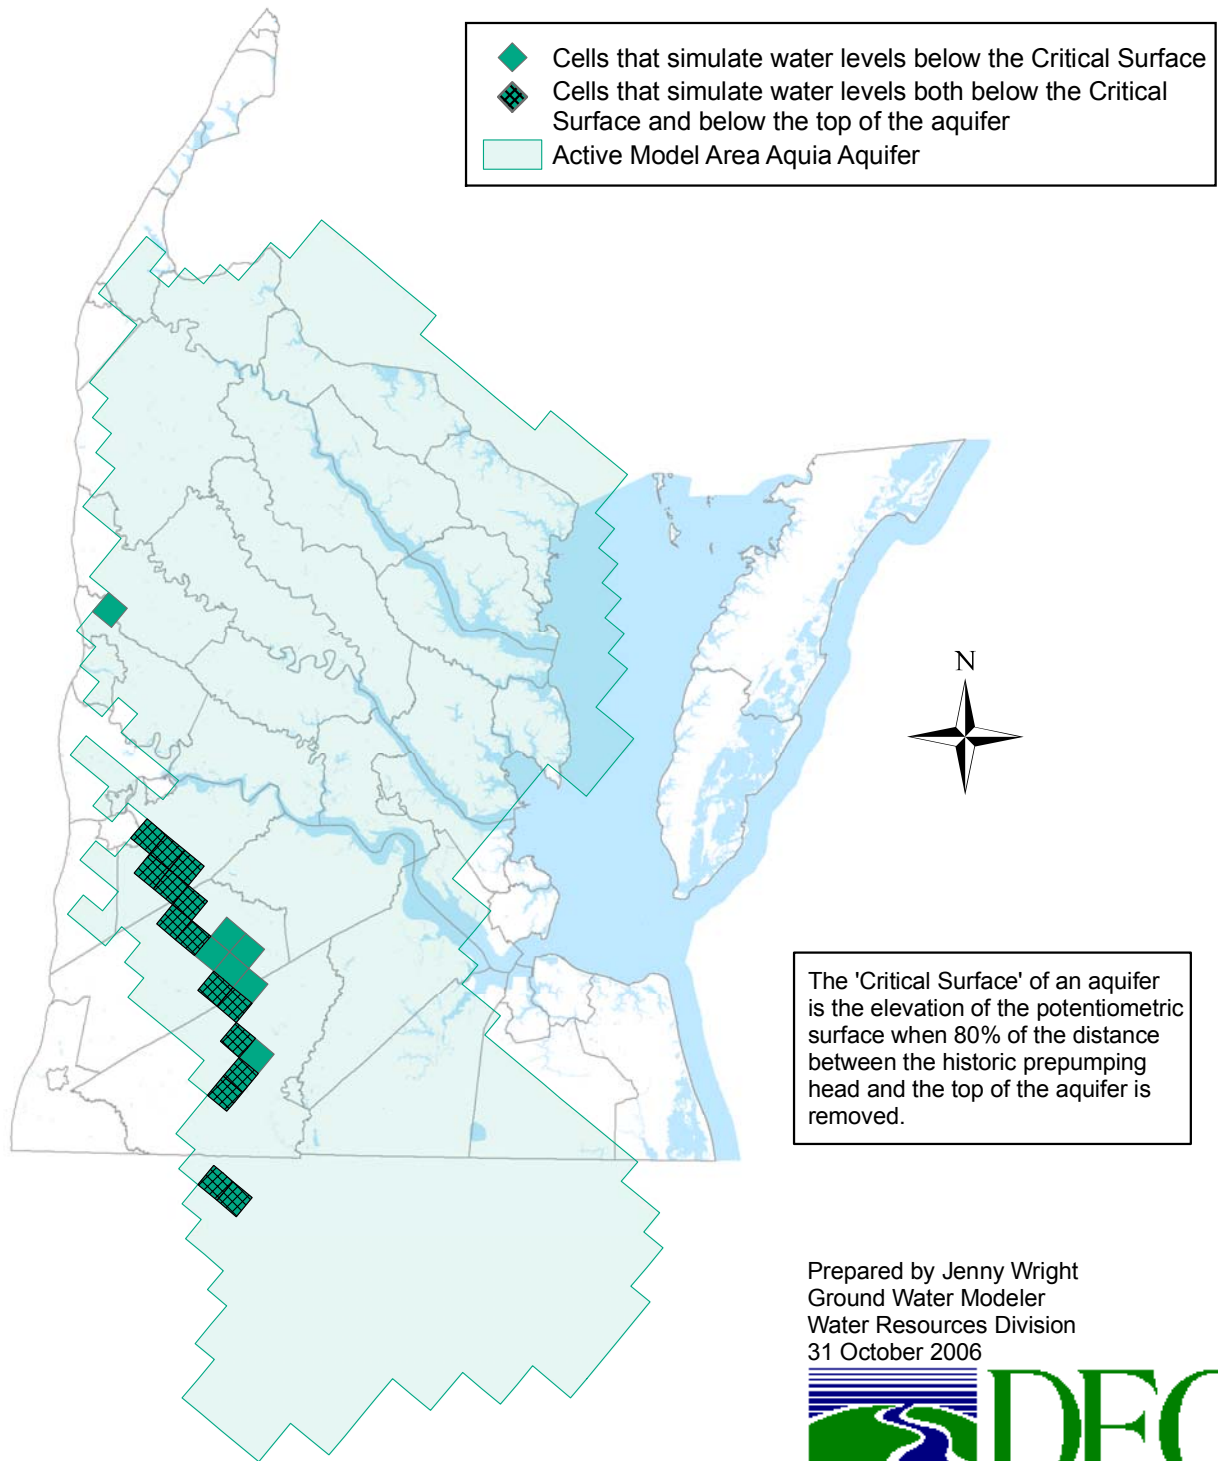 Cells that simulate water levels below the Critical Surface
Cells that simulate water levels both below the Critical
Surface and below the top of the aquifer
Active Model Area Aquia Aquifer
N
The 'Critical Surface' of an aquifer
is the elevation of the potentiometric
surface when 80% of the distance
between the historic prepumping
head and the top of the aquifer is
removed.
Prepared by Jenny Wright
Ground Water Modeler
Water Resources Division
31 October 2006